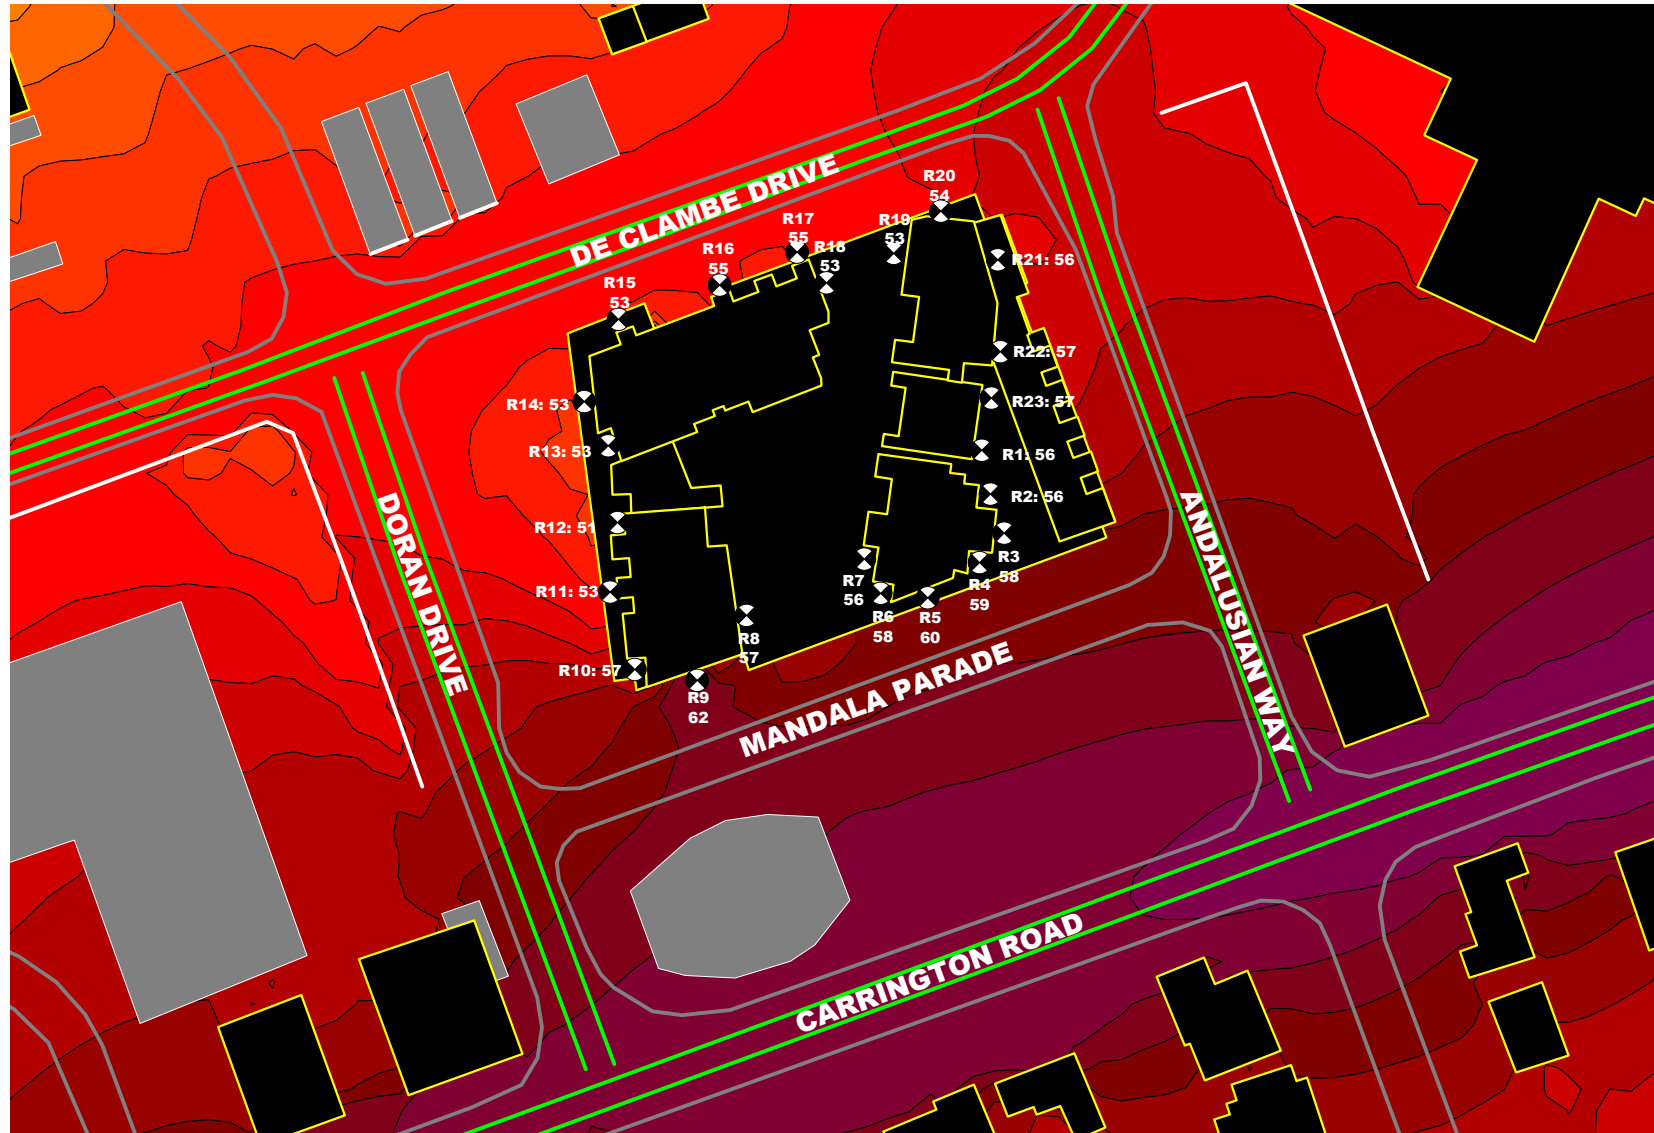 DE CLAMBE DRIVE
R20
54
R17
55
R19
53
R18
53
R16
55
R21: 56
R15
53
R22: 57
R14: 53
R23: 57
R13: 53
R1: 56
R2: 56
R12: 51
R3
58
R7
56
R4
59
R11: 53
R6
58
R5
60
R8
57
R10: 57
R9
62
DORAN DRIVE
ANDALUSIAN WAY
MANDALA PARADE
CARRINGTON ROAD